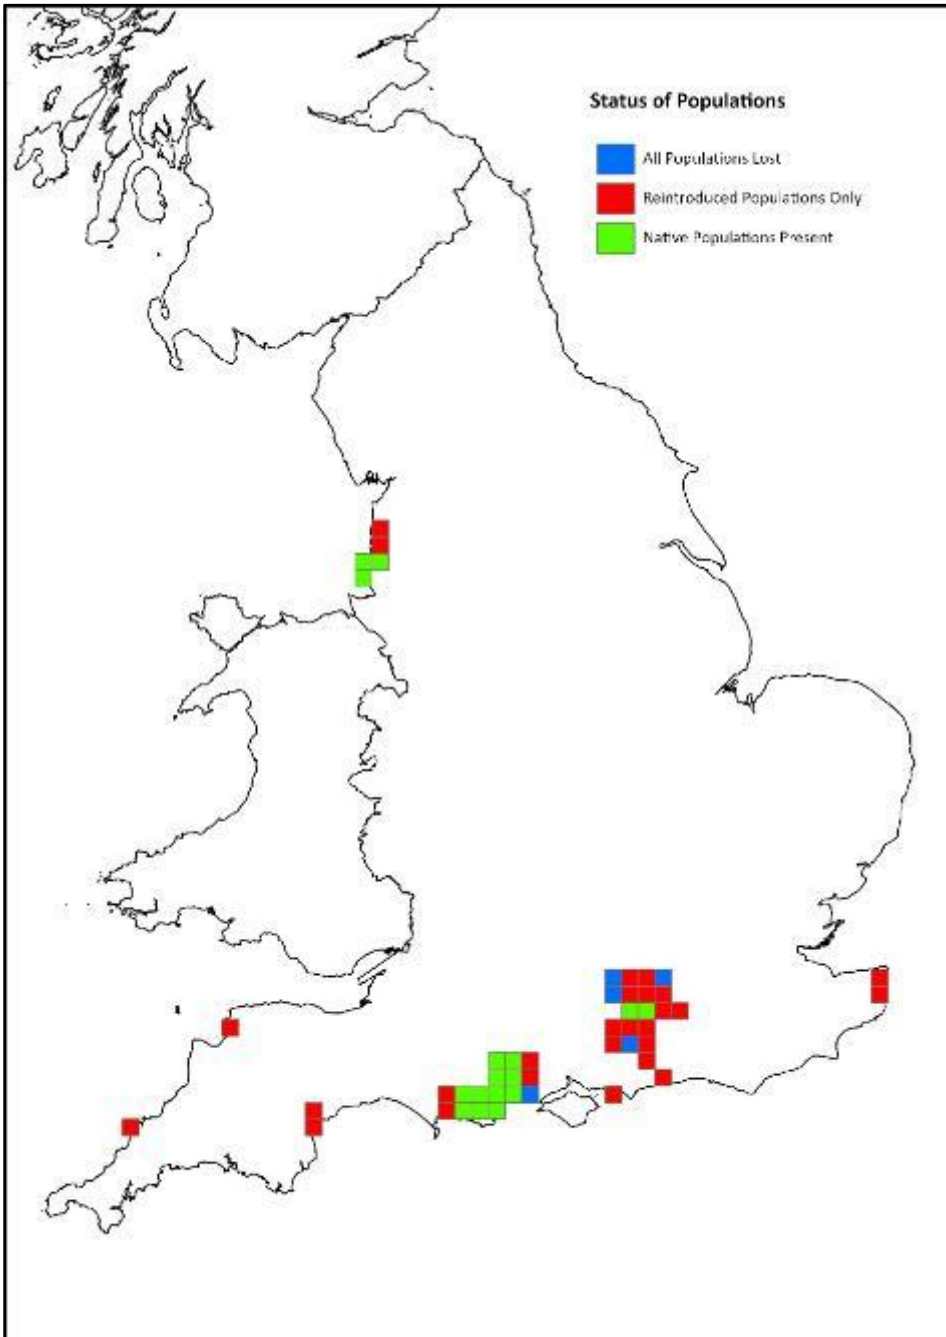 Status of Populations
All Populations Lost
Reintroduced Populations Only
Native Populations Present